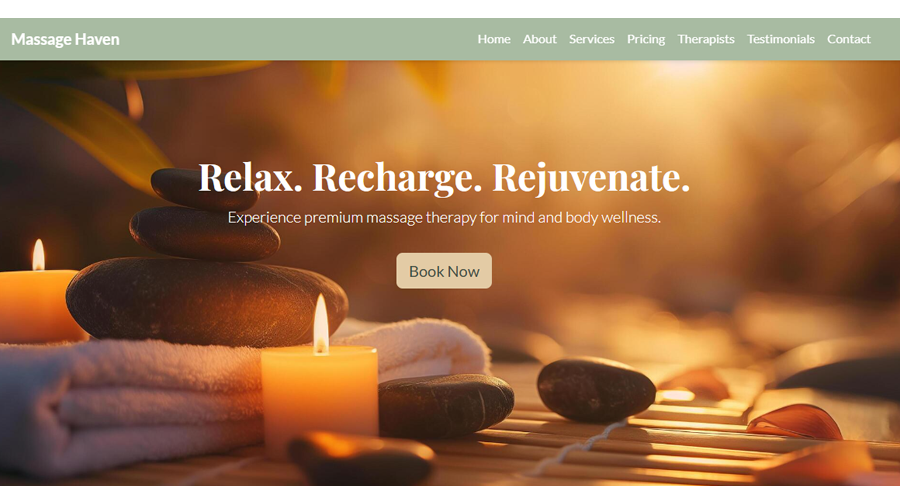 Massage Haven
Home About Services Pricing Therapists Testimonials Contact
Relax. Recharge. Rejuvenate.
Experience premium massage therapy for mind and body wellness.
Book Now